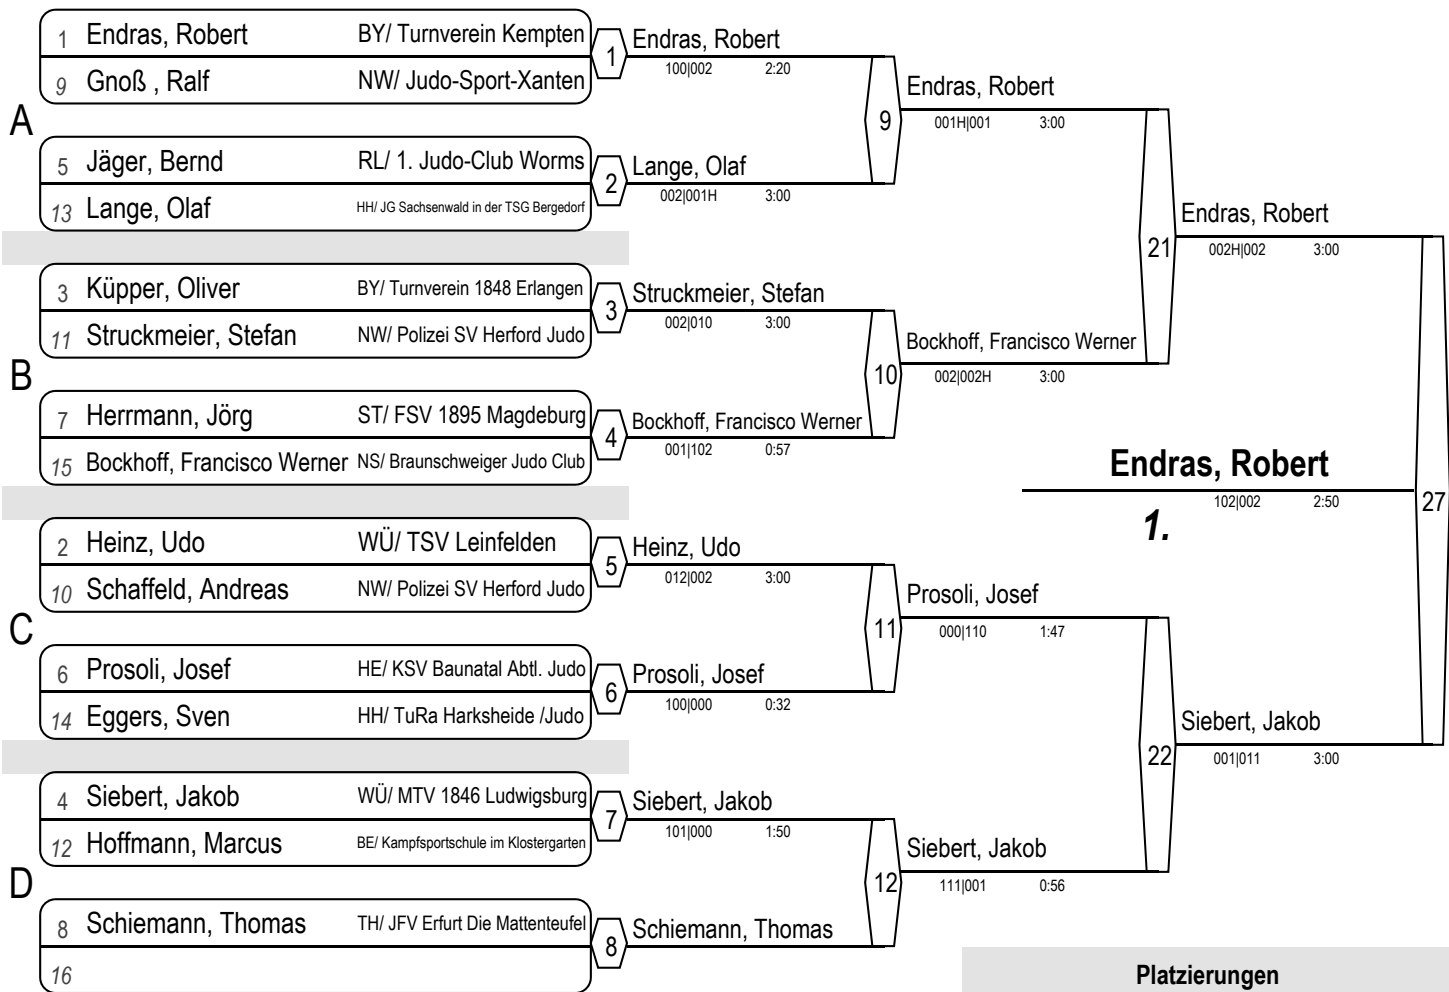 1 Endras, Robert BY/ Turnverein Kempten
9 Gnoß , Ralf NW/ Judo-Sport-Xanten
1
Endras, Robert
100|002 2:20
A
5 Jäger, Bernd RL/ 1. Judo-Club Worms
13 Lange, Olaf HH/ JG Sachsenwald in der TSG Bergedorf
2
Lange, Olaf
002|001H 3:00
9
Endras, Robert
001H|001 3:00
3 Küpper, Oliver BY/ Turnverein 1848 Erlangen
11 Struckmeier, Stefan NW/ Polizei SV Herford Judo
3
Struckmeier, Stefan
002|010 3:00
B
7 Herrmann, Jörg ST/ FSV 1895 Magdeburg
15 Bockhoff, Francisco Werner NS/ Braunschweiger Judo Club
4
Bockhoff, Francisco Werner
001|102 0:57
10
Bockhoff, Francisco Werner
002|002H 3:00
21
Endras, Robert
002H|002 3:00
2 Heinz, Udo WÜ/ TSV Leinfelden
10 Schaffeld, Andreas NW/ Polizei SV Herford Judo
5
Heinz, Udo
012|002 3:00
C
6 Prosoli, Josef HE/ KSV Baunatal Abtl. Judo
14 Eggers, Sven HH/ TuRa Harksheide /Judo
6
Prosoli, Josef
100|000 0:32
11
Prosoli, Josef
000|110 1:47
4 Siebert, Jakob WÜ/ MTV 1846 Ludwigsburg
12 Hoffmann, Marcus BE/ Kampfsportschule im Klostergarten
7
Siebert, Jakob
101|000 1:50
D
8 Schiemann, Thomas TH/ JFV Erfurt Die Mattenteufel
16
8
Schiemann, Thomas
12
Siebert, Jakob
111|001 0:56
22
Siebert, Jakob
001|011 3:00
27
Endras, Robert
102|002 2:50
1.
Platzierungen